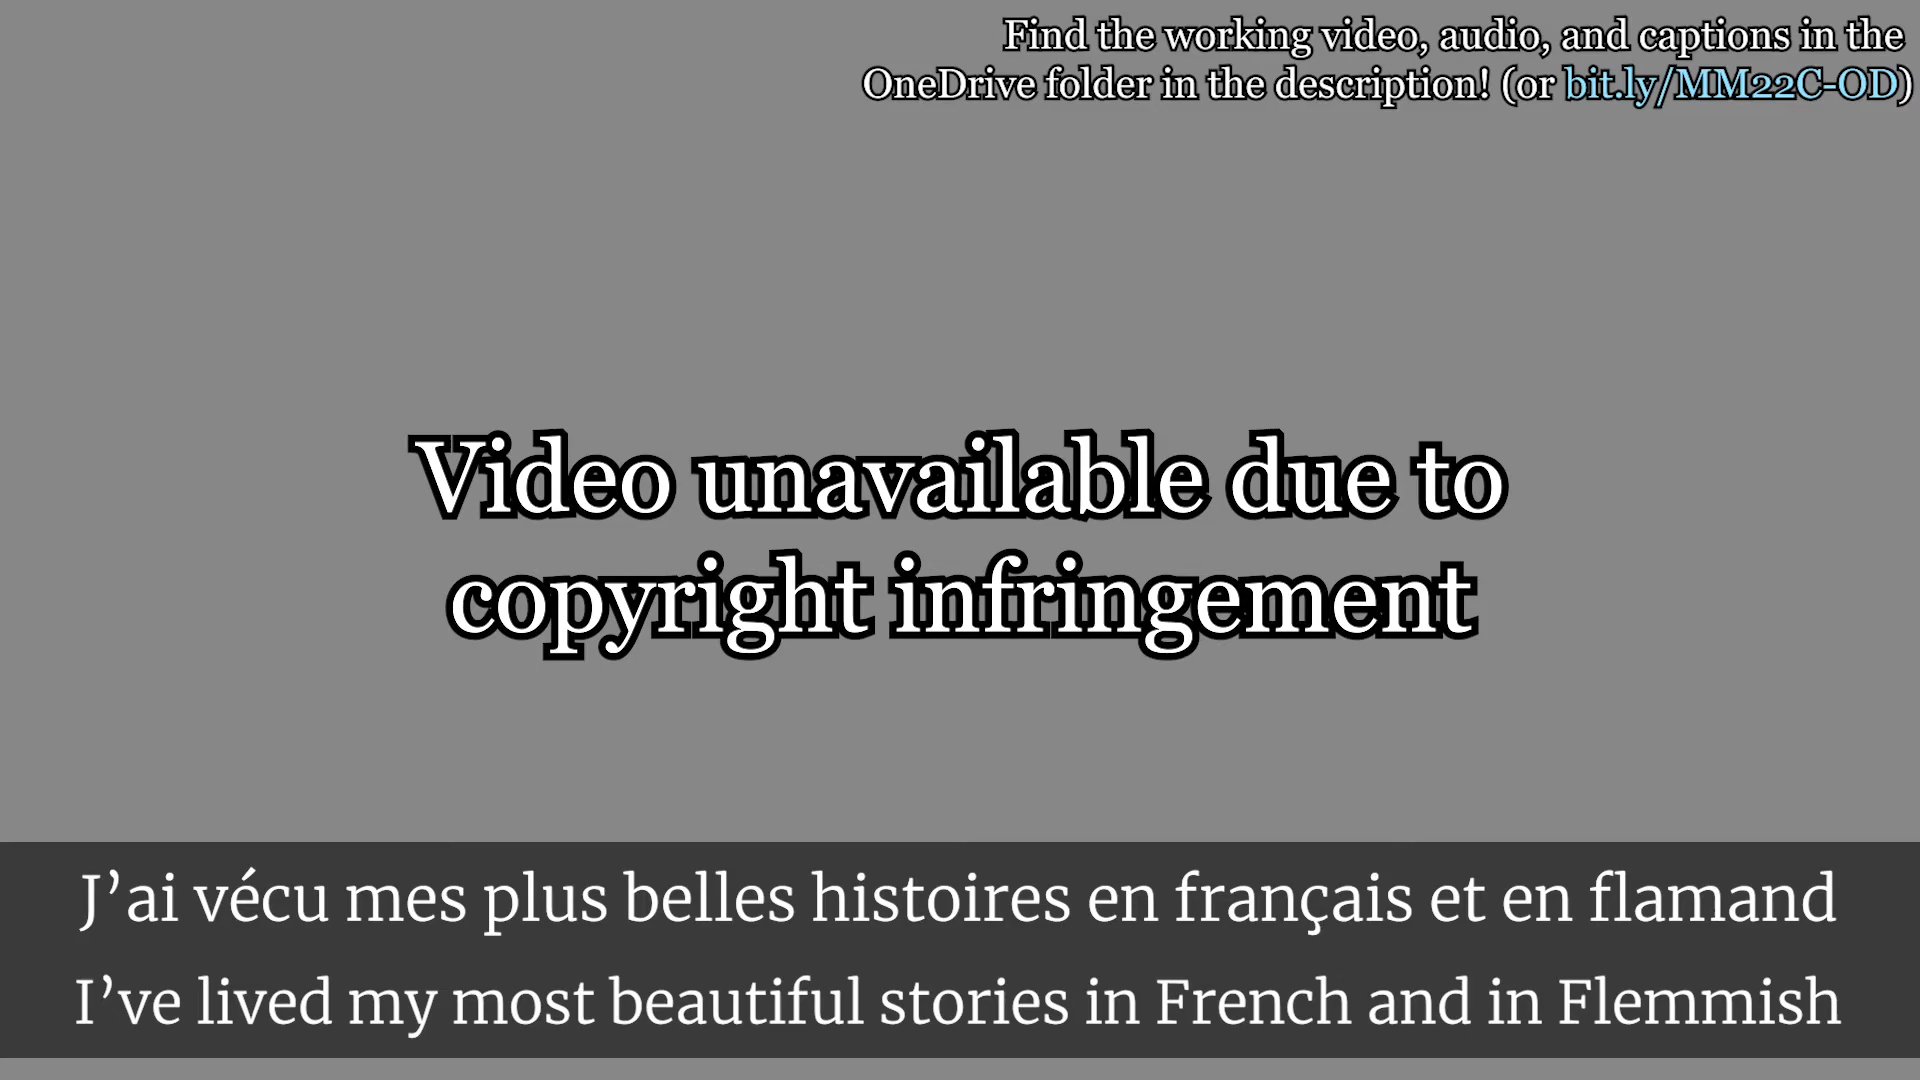 Find the working video, audio, and captions in the
OneDrive folder in the description! (or bit.ly/MM22C-OD)
Video unavailable due to
copyright infringement
J’ai vécu mes plus belles histoires en français et en flamand
I’ve lived my most beautiful stories in French and in Flemmish